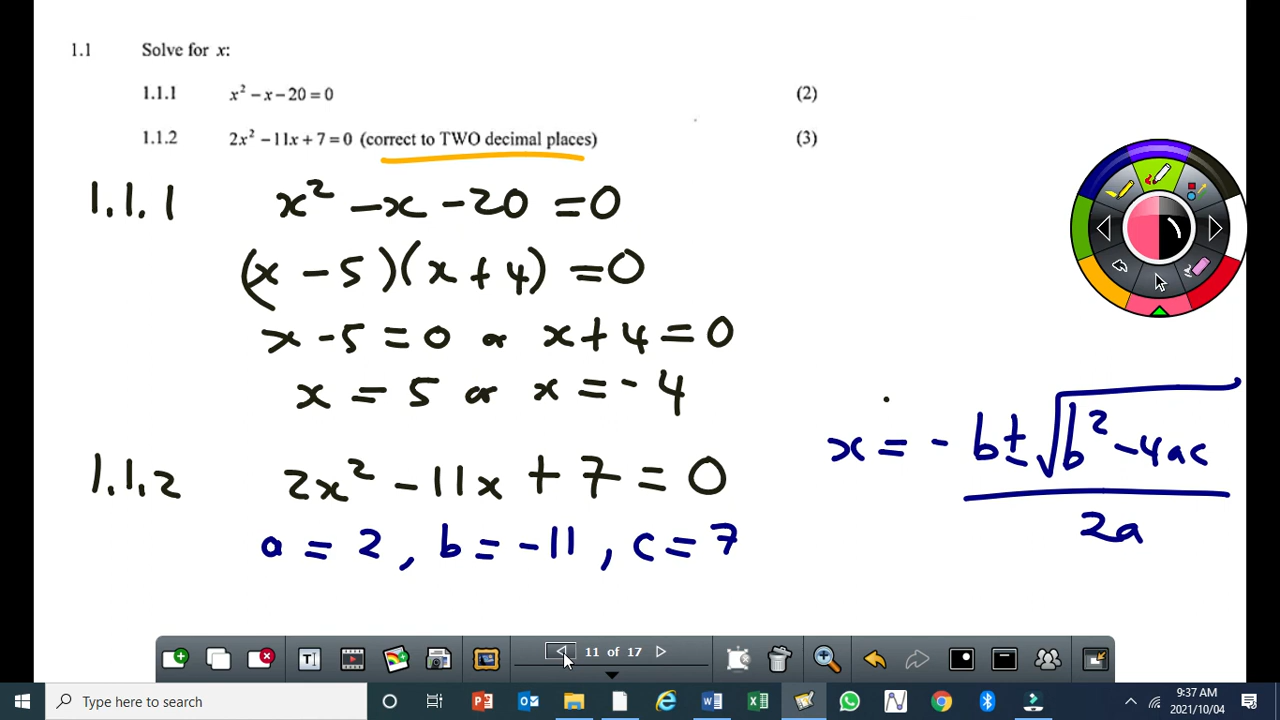 1.1 Solve for x:
1.1.1 x² − x − 20 = 0 (2)
1.1.2 2x² − 11x + 7 = 0 (correct to TWO decimal places) (3)
1.1.1 x² − x − 20 = 0
(x − 5)(x + 4) = 0
x − 5 = 0 or x + 4 = 0
x = 5 or x = − 4
1.1.2 2x² − 11x + 7 = 0
a = 2, b = −11, c = 7
x = − b ± √b² − 4ac
2a
11 of 17
Type here to search
9:37 AM
2021/10/04